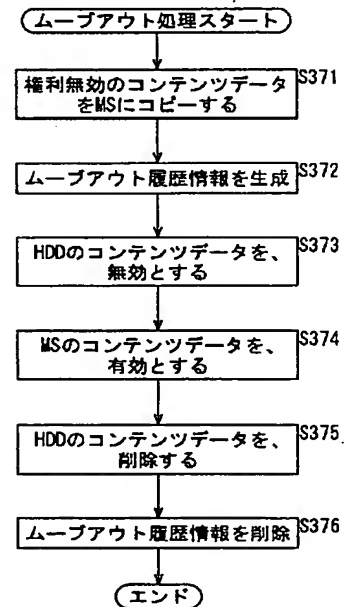 ムーブアウト処理スタート
権利無効のコンテンツデータ
をMSにコピーする
S371
ムーブアウト履歴情報を生成
S372
HDDのコンテンツデータを、
無効とする
S373
MSのコンテンツデータを、
有効とする
S374
HDDのコンテンツデータを、
削除する
S375
ムーブアウト履歴情報を削除
S376
エンド